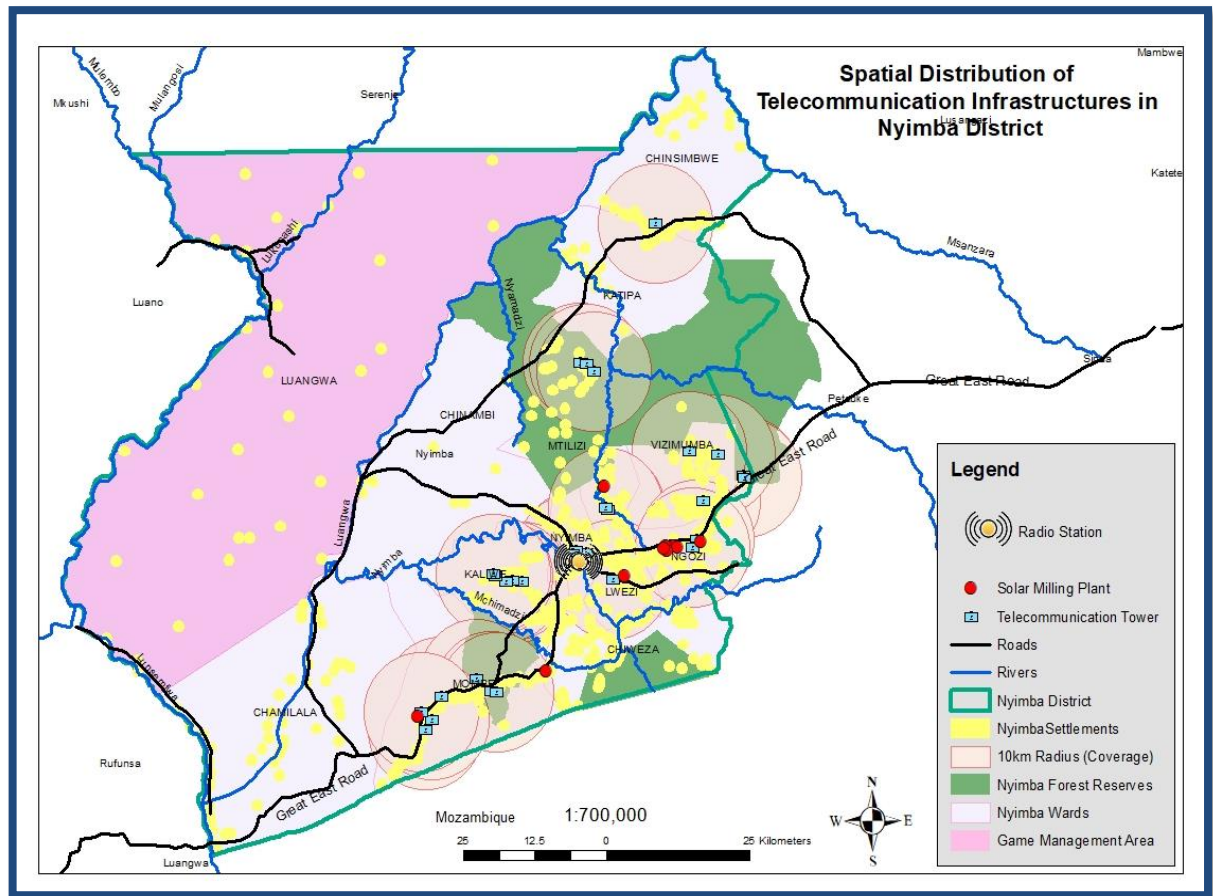 Spatial Distribution of
Telecommunication Infrastructures in
Nyimba District
Mambwe
Mulembo
Mulangosi
Serenje
Mkushi
Lusangazi
Katete
CHINSIMBWE
Lukusashi
Msanzara
Luano
Nyamadzi
KATIPA
LUANGWA
Sinda
Great East Road
Petauke
CHINAMBI
MTILIZI
VIZIMUMBA
Nyimba
Great East Road
Luangwa
NYIMBA
NGOZI
Nyimba
KALIWE
LWEZI
Mchimadzi
CHIWEZA
Lunsemfwa
CHAMILALA
Rufunsa
Great East Road
Mozambique
1:700,000
25 12.5 0 25 Kilometers
Luangwa
N
W E
S
Legend
Radio Station
Solar Milling Plant
Telecommunication Tower
Roads
Rivers
Nyimba District
NyimbaSettlements
10km Radius (Coverage)
Nyimba Forest Reserves
Nyimba Wards
Game Management Area